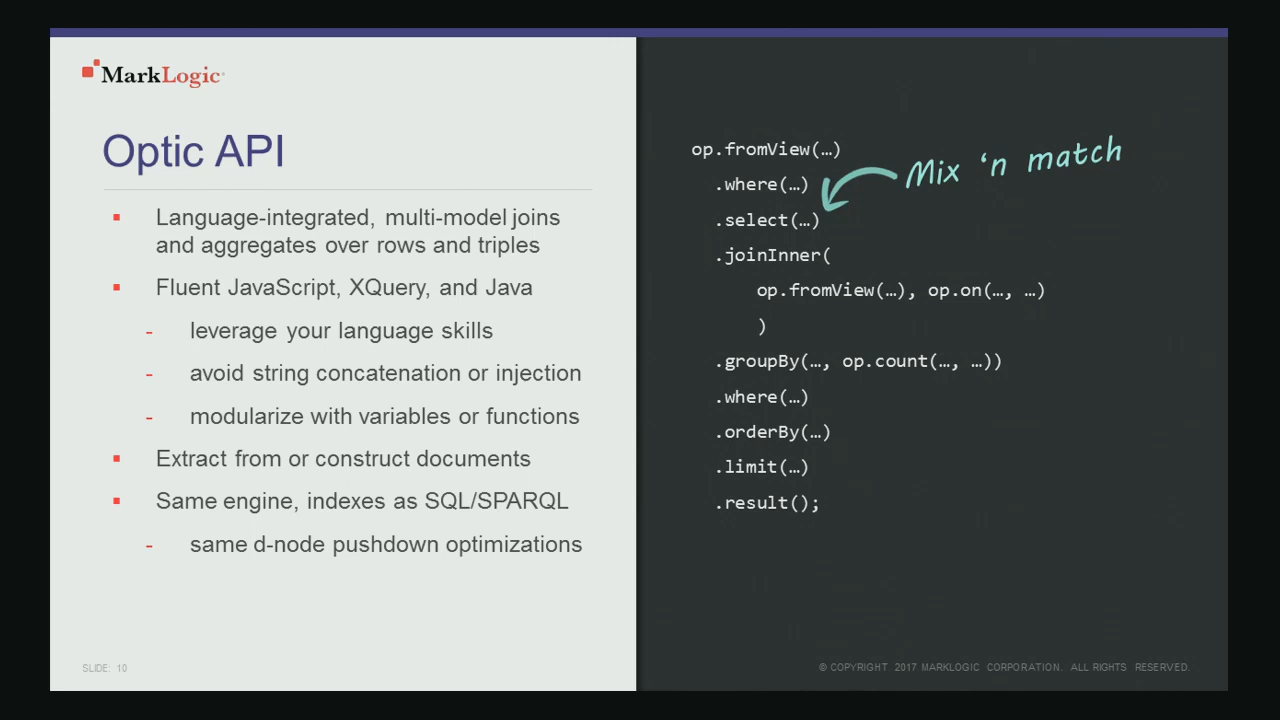 MarkLogic
Optic API
▪ Language-integrated, multi-model joins
and aggregates over rows and triples
▪ Fluent JavaScript, XQuery, and Java
- leverage your language skills
- avoid string concatenation or injection
- modularize with variables or functions
▪ Extract from or construct documents
▪ Same engine, indexes as SQL/SPARQL
- same d-node pushdown optimizations
SLIDE: 10
op.fromView(…)
.where(…)
.select(…)
.joinInner(
op.fromView(…), op.on(…, …)
)
.groupBy(…, op.count(…, …))
.where(…)
.orderBy(…)
.limit(…)
.result();
Mix ‘n match
© COPYRIGHT 2017 MARKLOGIC CORPORATION. ALL RIGHTS RESERVED.